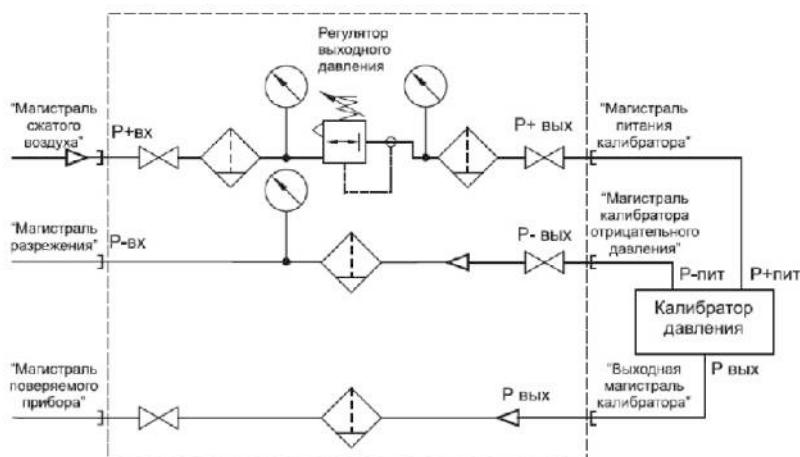 Регулятор
выходного
давления
"Магистраль
сжатого
воздуха"
Р+вх
Р+ вых
"Магистраль
питания
калибратора"
"Магистраль
разрежения"
Р-вх
Р- вых
"Магистраль
калибратора
отрицательного
давления"
Р-пит
Р+пит
Калибратор
давления
"Магистраль
поверяемого
прибора"
Р вых
"Выходная
магистраль
калибратора"
Р вых